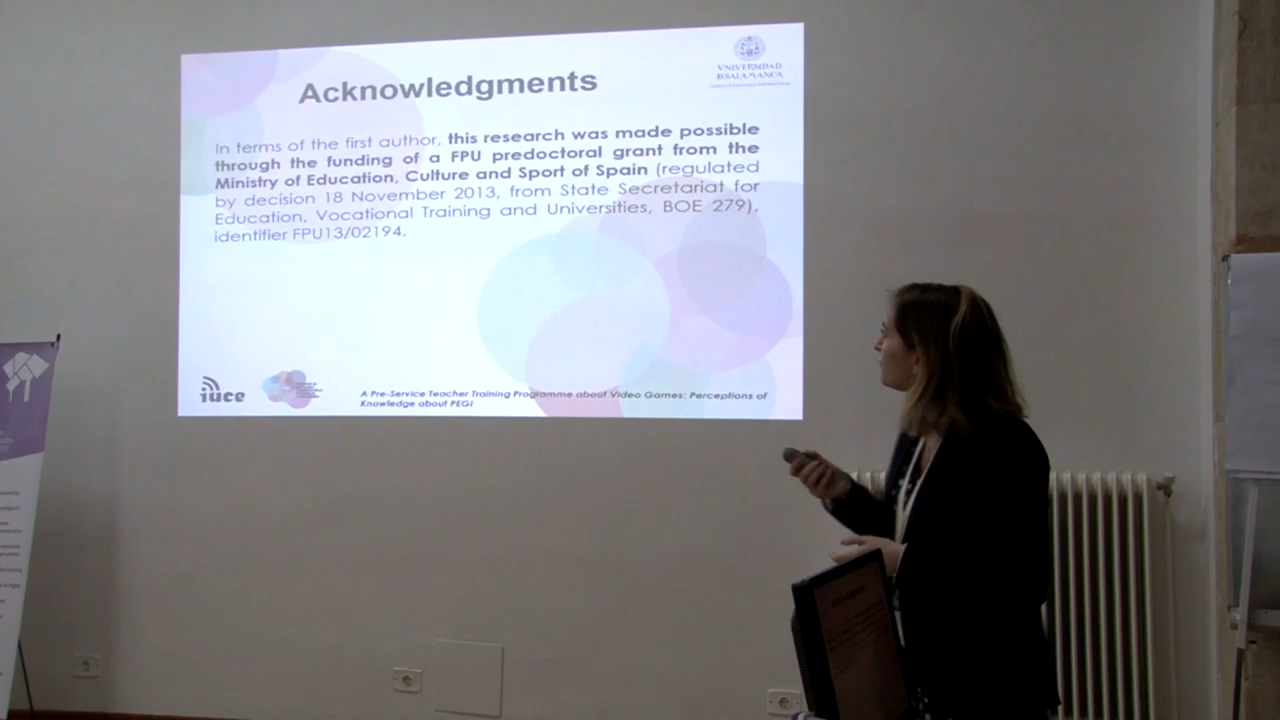 Acknowledgments
VNIVERSIDAD
D SALAMANCA
In terms of the first author, this research was made possible
through the funding of a FPU predoctoral grant from the
Ministry of Education, Culture and Sport of Spain (regulated
by decision 18 November 2013, from State Secretariat for
Education, Vocational Training and Universities, BOE 279),
identifier FPU13/02194.
iuce
A Pre-Service Teacher Training Programme about Video Games: Perceptions of
Knowledge about PEGI